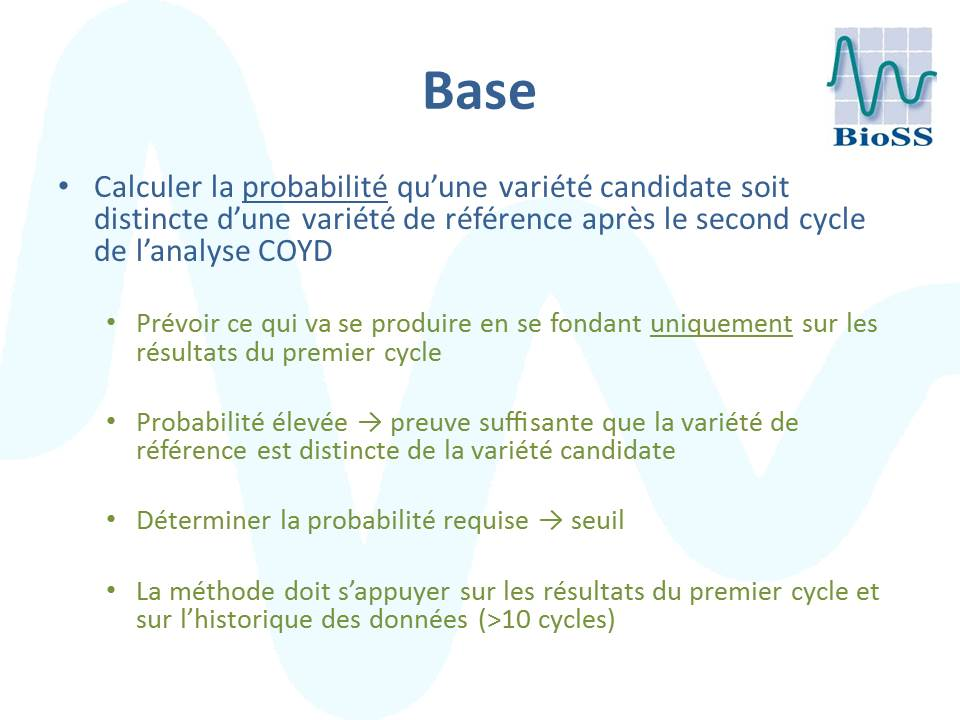 Base
BioSS
• Calculer la probabilité qu’une variété candidate soit
distincte d’une variété de référence après le second cycle
de l’analyse COYD
• Prévoir ce qui va se produire en se fondant uniquement sur les
résultats du premier cycle
• Probabilité élevée → preuve suffisante que la variété de
référence est distincte de la variété candidate
• Déterminer la probabilité requise → seuil
• La méthode doit s’appuyer sur les résultats du premier cycle et
sur l’historique des données (>10 cycles)